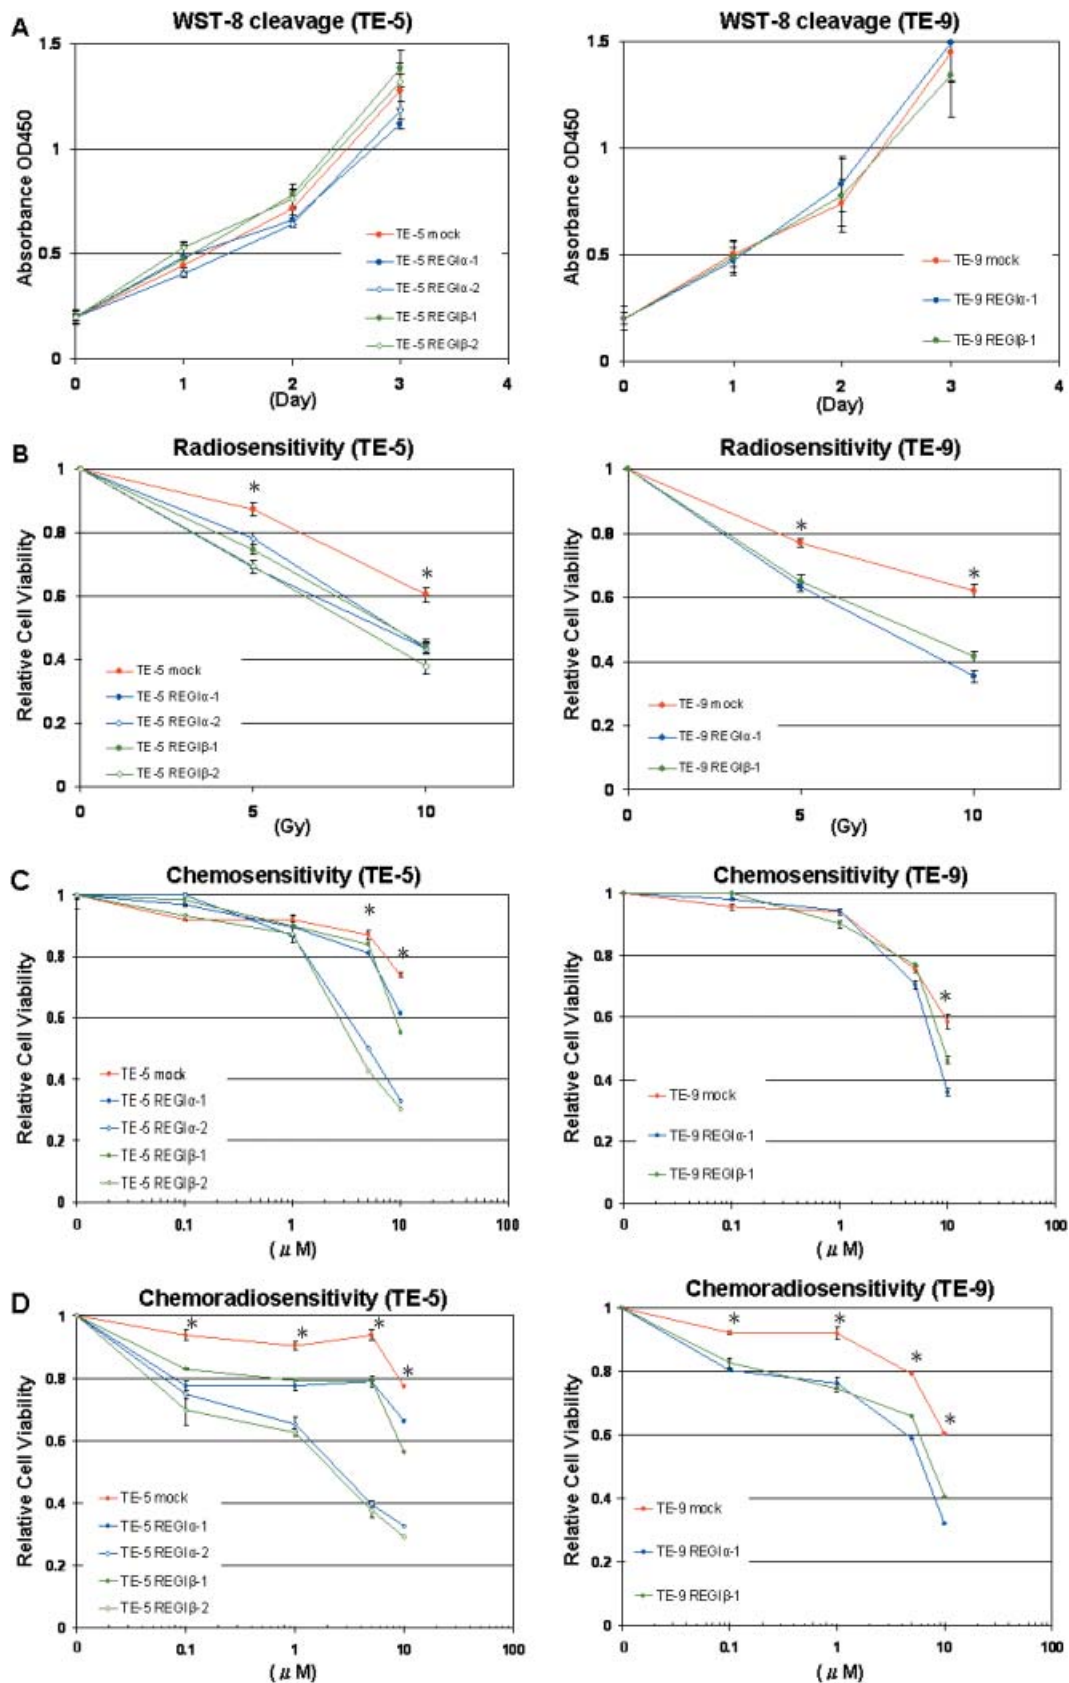 A
WST-8 cleavage (TE-5)
Absorbance OD450
1.5
1
0.5
0
0 1 2 3 4
(Day)
TE-5 mock
TE-5 REGIα-1
TE-5 REGIα-2
TE-5 REGIβ-1
TE-5 REGIβ-2
WST-8 cleavage (TE-9)
Absorbance OD450
1.5
1
0.5
0
0 1 2 3 4
(Day)
TE-9 mock
TE-9 REGIα-1
TE-9 REGIβ-1
B
Radiosensitivity (TE-5)
Relative Cell Viability
1
0.8
0.6
0.4
0.2
0
0 5 10
(Gy)
* *
TE-5 mock
TE-5 REGIα-1
TE-5 REGIα-2
TE-5 REGIβ-1
TE-5 REGIβ-2
Radiosensitivity (TE-9)
Relative Cell Viability
1
0.8
0.6
0.4
0.2
0
0 5 10
(Gy)
* *
TE-9 mock
TE-9 REGIα-1
TE-9 REGIβ-1
C
Chemosensitivity (TE-5)
Relative Cell Viability
1
0.8
0.6
0.4
0.2
0
0 0.1 1 10 100
( μ M)
* *
TE-5 mock
TE-5 REGIα-1
TE-5 REGIα-2
TE-5 REGIβ-1
TE-5 REGIβ-2
Chemosensitivity (TE-9)
Relative Cell Viability
1
0.8
0.6
0.4
0.2
0
0 0.1 1 10 100
( μ M)
*
TE-9 mock
TE-9 REGIα-1
TE-9 REGIβ-1
D
Chemoradiosensitivity (TE-5)
Relative Cell Viability
1
0.8
0.6
0.4
0.2
0
0 0.1 1 10 100
( μ M)
* * * *
TE-5 mock
TE-5 REGIα-1
TE-5 REGIα-2
TE-5 REGIβ-1
TE-5 REGIβ-2
Chemoradiosensitivity (TE-9)
Relative Cell Viability
1
0.8
0.6
0.4
0.2
0
0 0.1 1 10 100
( μ M)
* * * *
TE-9 mock
TE-9 REGIα-1
TE-9 REGIβ-1